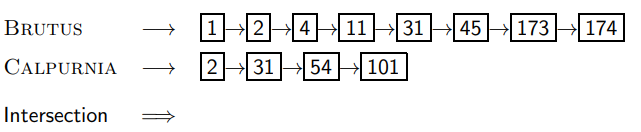 BRUTUS ⟶ 1 → 2 → 4 → 11 → 31 → 45 → 173 → 174
CALPURNIA ⟶ 2 → 31 → 54 → 101
Intersection ⟹